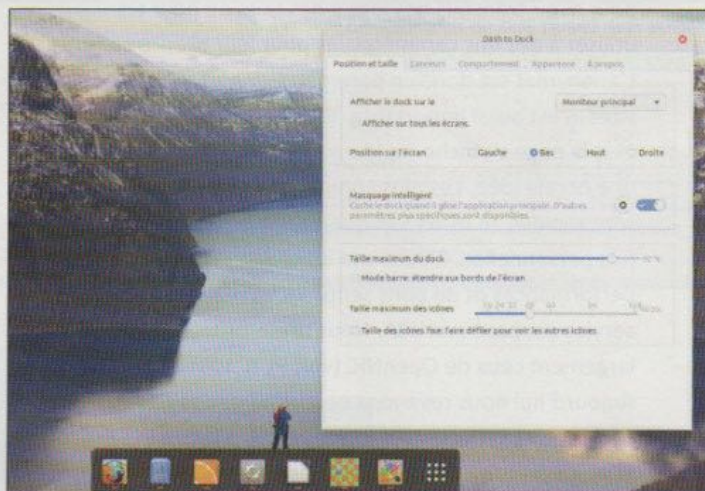 Dash to Dock
Position et taille Lanceurs Comportement Apparence À propos
Afficher le dock sur le Moniteur principal
Afficher sur tous les écrans.
Position sur l'écran Gauche Bas Haut Droite
Masquage intelligent
Cache le dock quand il gêne l'application principale. D'autres
paramètres plus spécifiques sont disponibles.
Taille maximum du dock
Mode barre: étendre aux bords de l'écran
Taille maximum des icônes
Taille des icônes fixe: faire défiler pour voir les autres icônes.